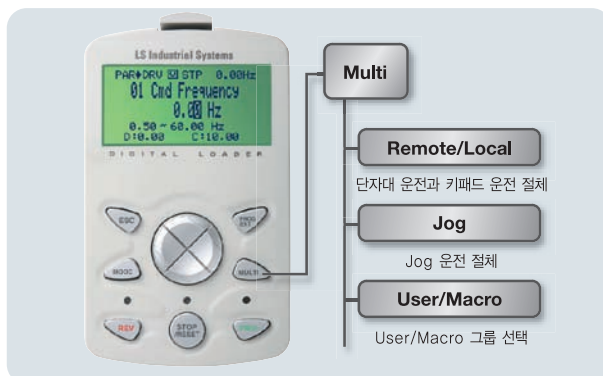 LS Industrial Systems
PAR♦DRV STP 0.00Hz
01 Cmd Frequency
0.00 Hz
0.50 ~ 60.00 Hz
D:0.00 C:10.00
DIGITAL LOADER
ESC
PROG
ENT
MODE
MULTI
REV
STOP
RESET
FWD
Multi
Remote/Local
단자대 운전과 키패드 운전 절체
Jog
Jog 운전 절체
User/Macro
User/Macro 그룹 선택